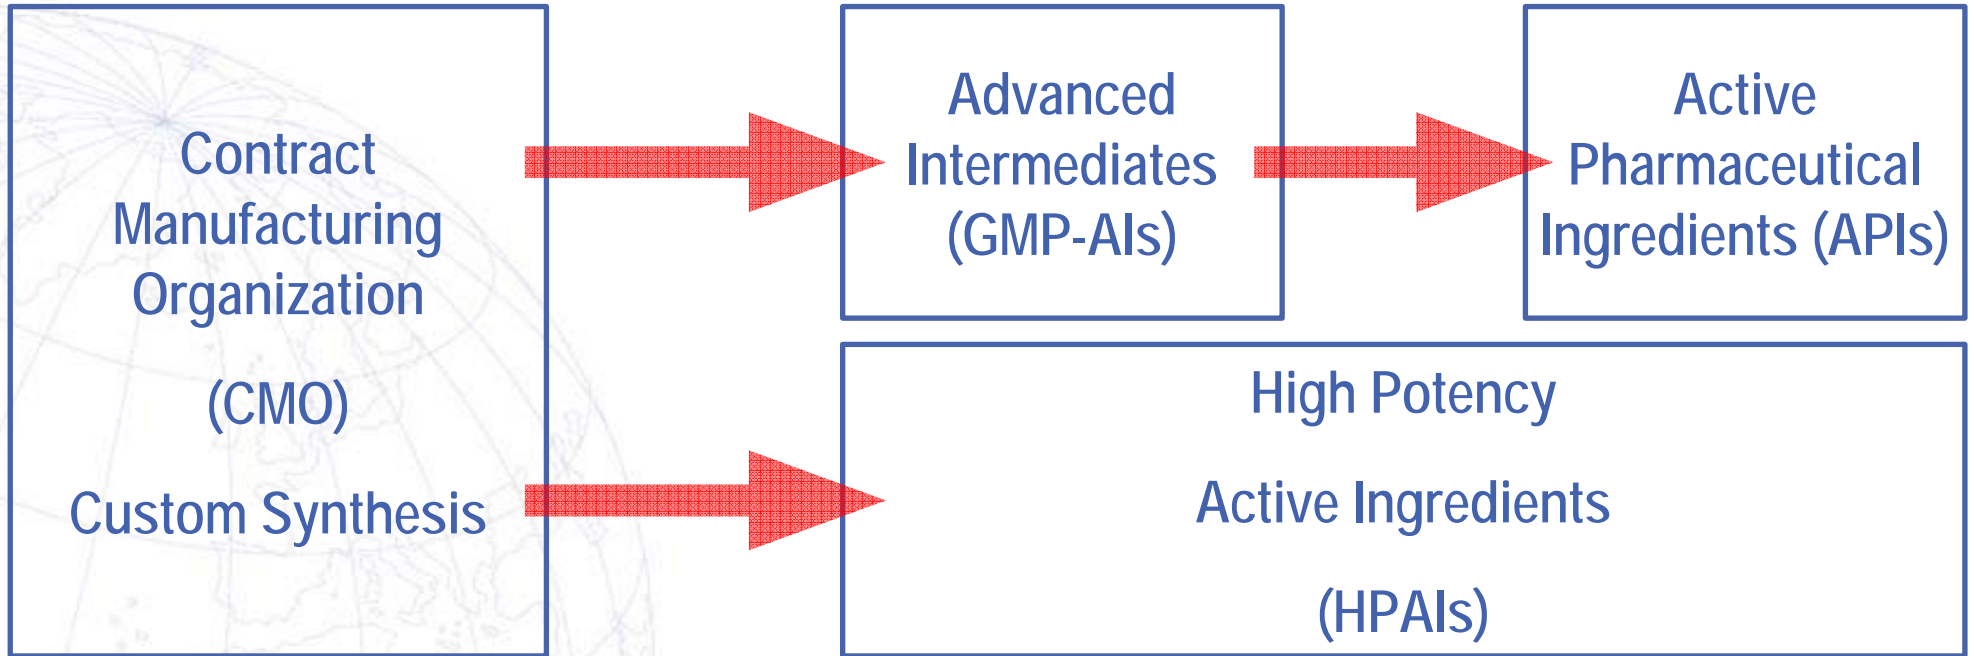 Contract
Manufacturing
Organization
(CMO)
Custom Synthesis
Advanced
Intermediates
(GMP-AIs)
Active
Pharmaceutical
Ingredients (APIs)
High Potency
Active Ingredients
(HPAIs)